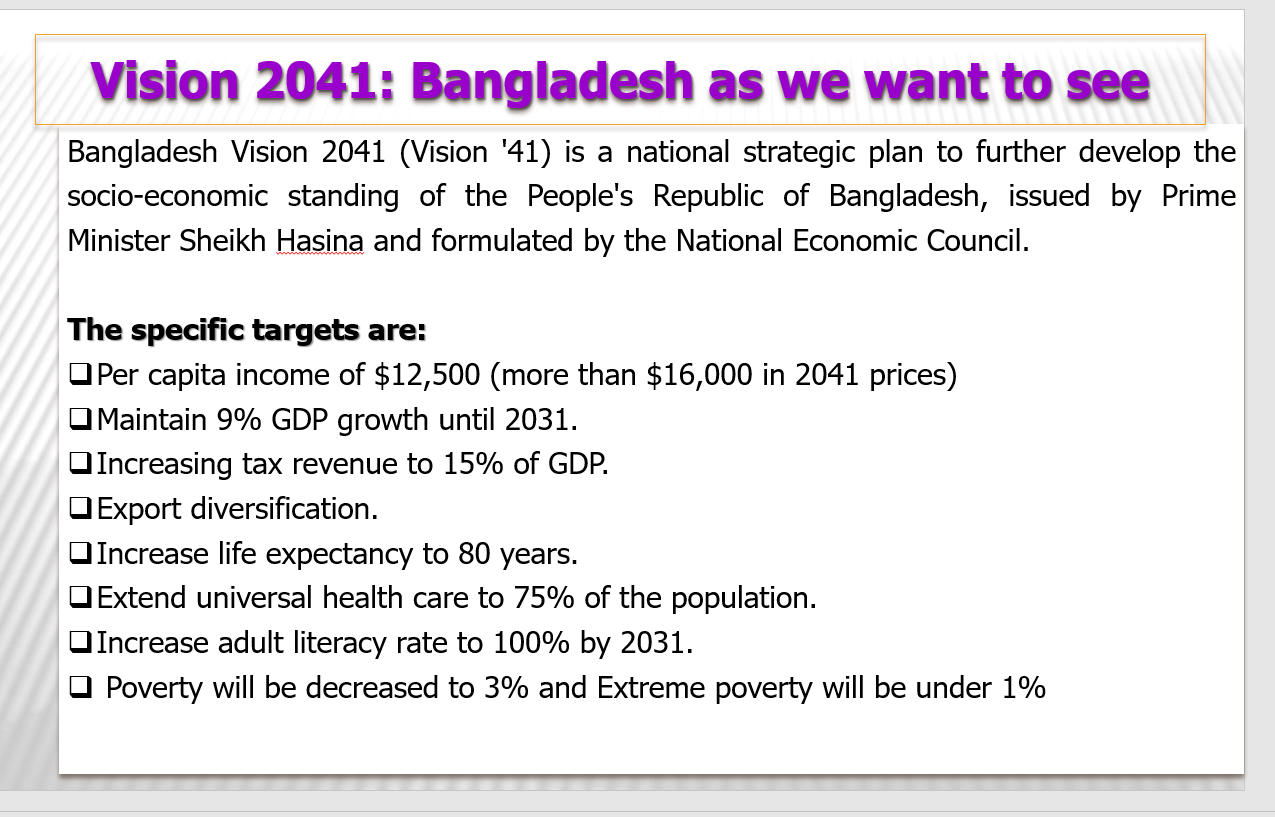 Vision 2041: Bangladesh as we want to see
Bangladesh Vision 2041 (Vision '41) is a national strategic plan to further develop the
socio-economic standing of the People's Republic of Bangladesh, issued by Prime
Minister Sheikh Hasina and formulated by the National Economic Council.
The specific targets are:
❑Per capita income of $12,500 (more than $16,000 in 2041 prices)
❑Maintain 9% GDP growth until 2031.
❑Increasing tax revenue to 15% of GDP.
❑Export diversification.
❑Increase life expectancy to 80 years.
❑Extend universal health care to 75% of the population.
❑Increase adult literacy rate to 100% by 2031.
❑ Poverty will be decreased to 3% and Extreme poverty will be under 1%